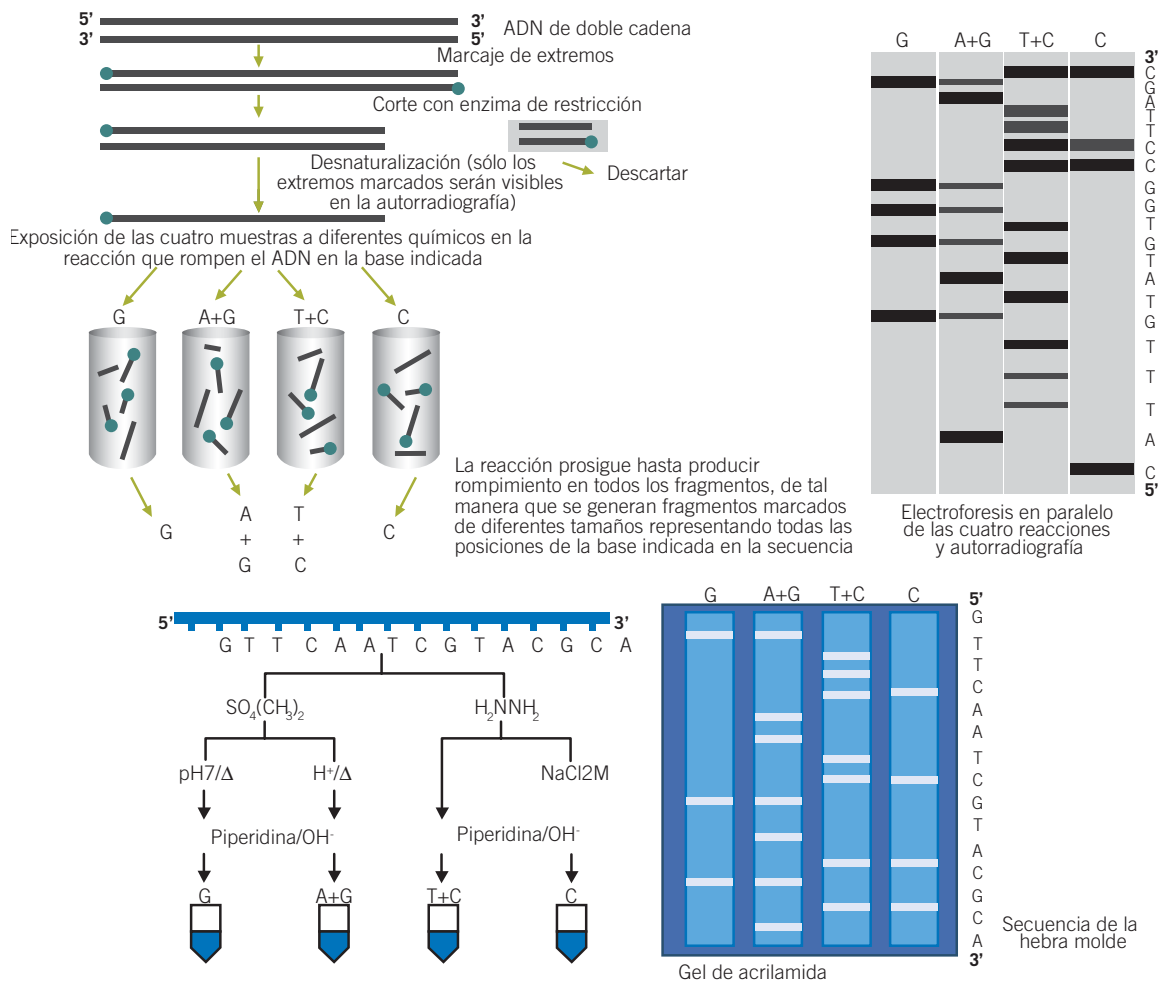 5’ 3’
3’ 5’
ADN de doble cadena
Marcaje de extremos
Corte con enzima de restricción
Desnaturalización (sólo los
extremos marcados serán visibles
en la autorradiografía)
Descartar
Exposición de las cuatro muestras a diferentes químicos en la
reacción que rompen el ADN en la base indicada
G A+G T+C C
G
A
+
G
T
+
C
C
La reacción prosigue hasta producir
rompimiento en todos los fragmentos, de tal
manera que se generan fragmentos marcados
de diferentes tamaños representando todas las
posiciones de la base indicada en la secuencia
G A+G T+C C
3’
C
G
A
T
T
C
C
G
G
T
G
T
A
T
G
T
T
T
A
C
5’
Electroforesis en paralelo
de las cuatro reacciones
y autorradiografía
5’ 3’
G T T C A A T C G T A C G C A
SO4(CH3)2 H2NNH2
pH7/Δ H+/Δ NaCl2M
Piperidina/OH- Piperidina/OH-
G A+G T+C C
G A+G T+C C
5’
G
T
T
C
A
A
T
C
G
T
A
C
G
C
A
3’
Secuencia de la
hebra molde
Gel de acrilamida